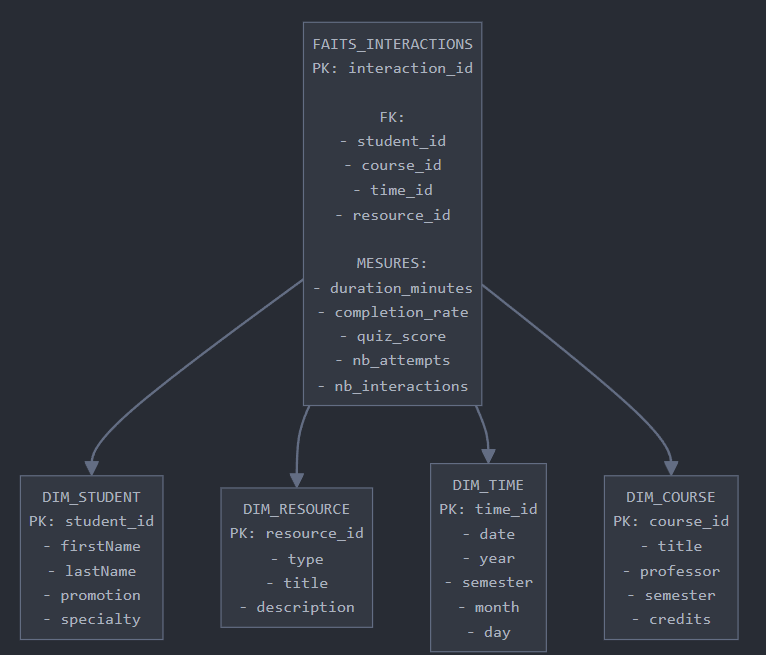 FAITS_INTERACTIONS
PK: interaction_id
FK:
- student_id
- course_id
- time_id
- resource_id
MESURES:
- duration_minutes
- completion_rate
- quiz_score
- nb_attempts
- nb_interactions
DIM_STUDENT
PK: student_id
- firstName
- lastName
- promotion
- specialty
DIM_RESOURCE
PK: resource_id
- type
- title
- description
DIM_TIME
PK: time_id
- date
- year
- semester
- month
- day
DIM_COURSE
PK: course_id
- title
- professor
- semester
- credits